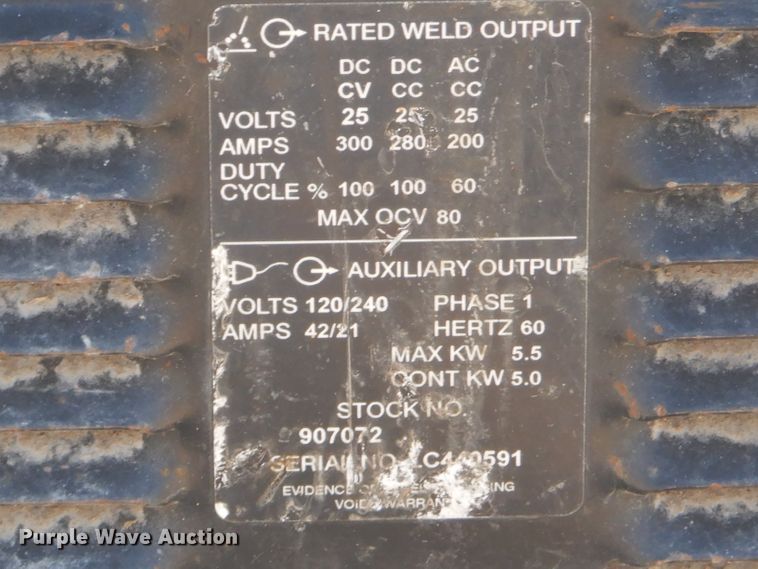 RATED WELD OUTPUT
DC DC AC
CV CC CC
VOLTS 25 25 25
AMPS 300 280 200
DUTY
CYCLE % 100 100 60
MAX OCV 80
AUXILIARY OUTPUT
VOLTS 120/240 PHASE 1
AMPS 42/21 HERTZ 60
MAX KW 5.5
CONT KW 5.0
STOCK NO.
907072
SERIAL NO.
EVIDENCE
VOIDS WARRANTY
Purple Wave Auction